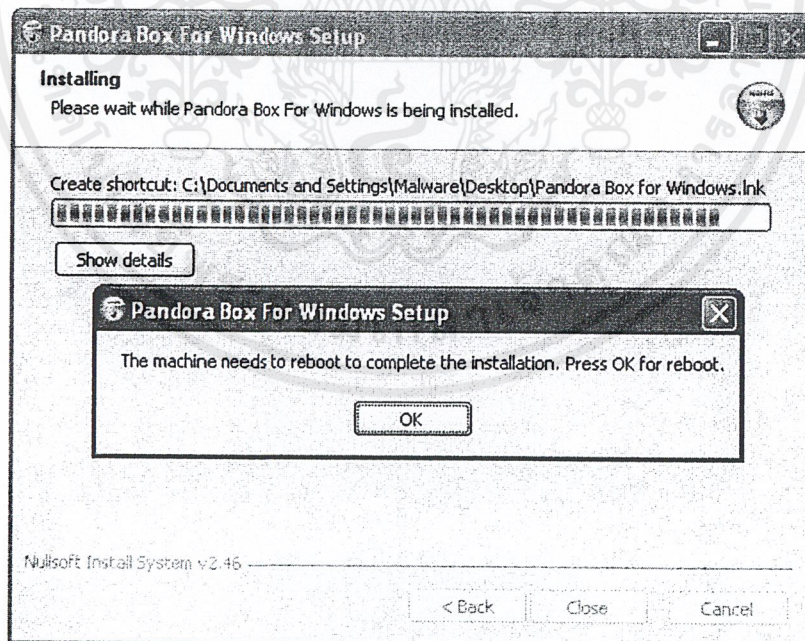 Pandora Box For Windows Setup
Installing
Please wait while Pandora Box For Windows is being installed.
Create shortcut: C:\Documents and Settings\Malware\Desktop\Pandora Box for Windows.lnk
Show details
Pandora Box For Windows Setup
The machine needs to reboot to complete the installation. Press OK for reboot.
OK
Nullsoft Install System v2.46
< Back
Close
Cancel